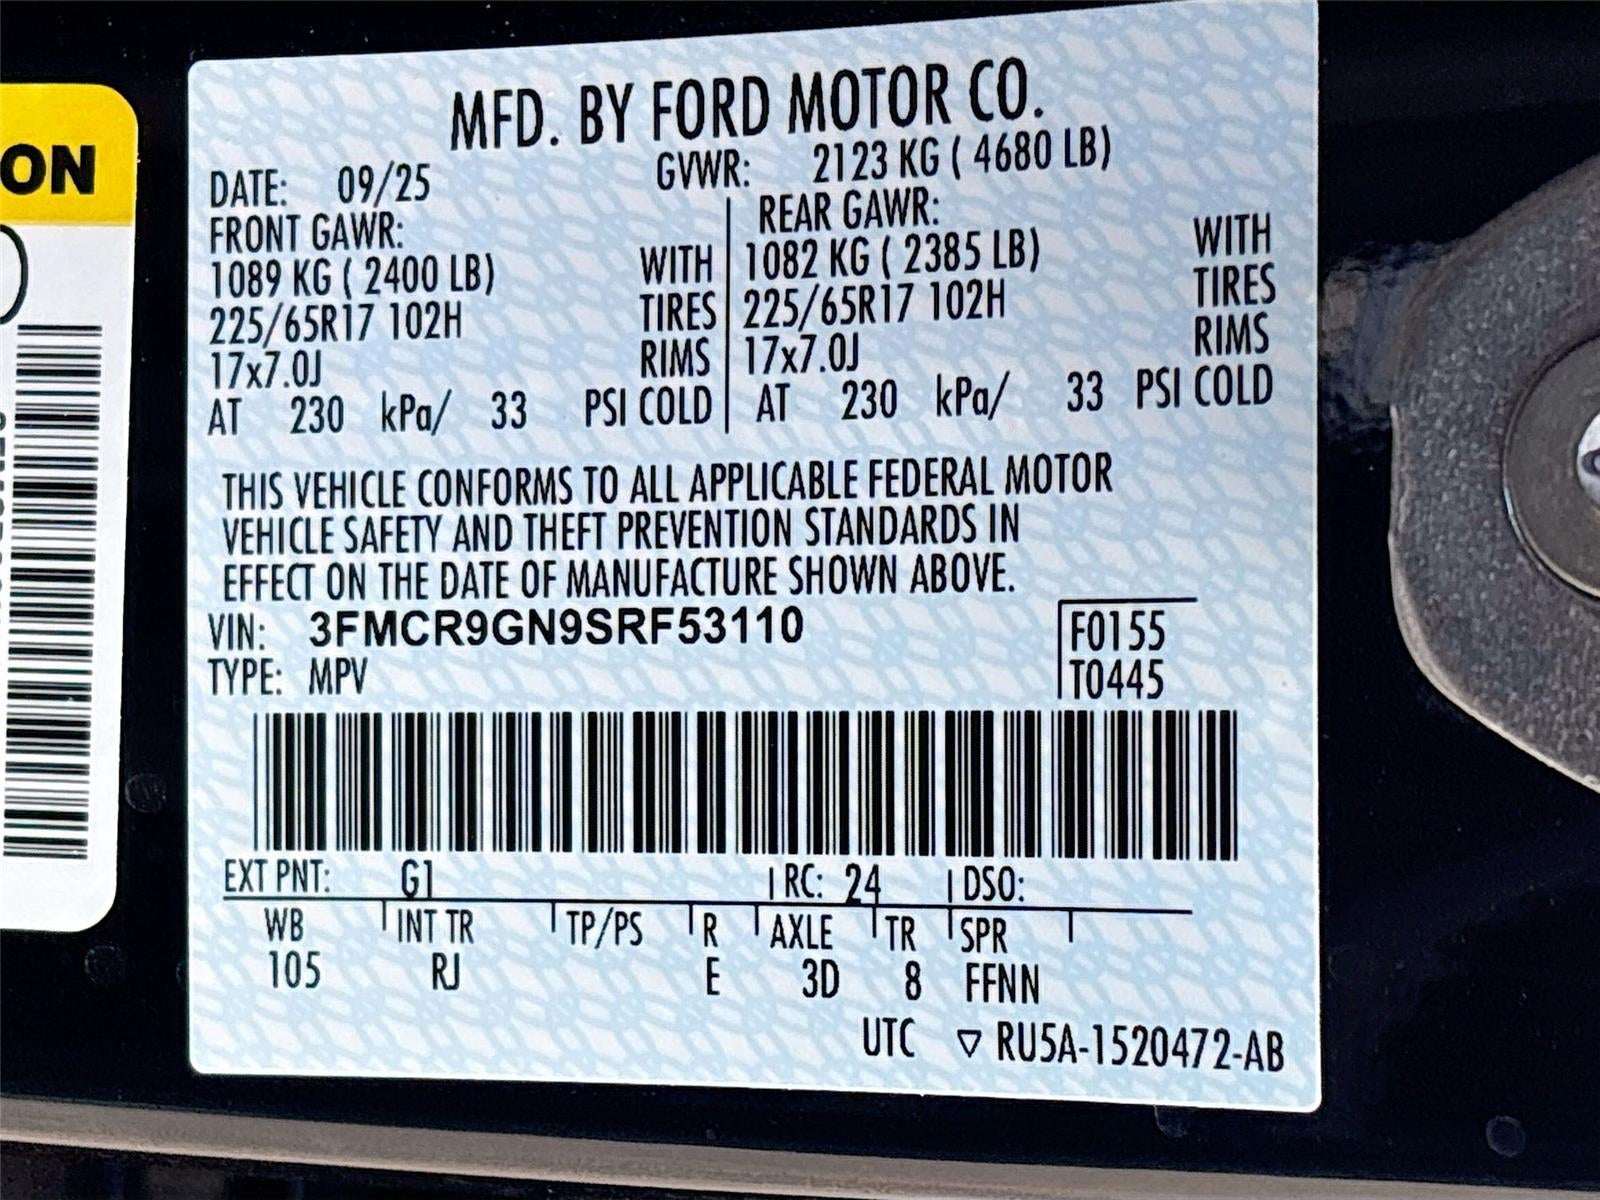 ON
MFD. BY FORD MOTOR CO.
DATE: 09/25 GVWR: 2123 KG ( 4680 LB)
FRONT GAWR: REAR GAWR:
1089 KG ( 2400 LB) WITH 1082 KG ( 2385 LB) WITH
225/65R17 102H TIRES 225/65R17 102H TIRES
17x7.0J RIMS 17x7.0J RIMS
AT 230 kPa/ 33 PSI COLD AT 230 kPa/ 33 PSI COLD
THIS VEHICLE CONFORMS TO ALL APPLICABLE FEDERAL MOTOR
VEHICLE SAFETY AND THEFT PREVENTION STANDARDS IN
EFFECT ON THE DATE OF MANUFACTURE SHOWN ABOVE.
VIN: 3FMCR9GN9SRF53110 F0155
TYPE: MPV T0445
EXT PNT: G1 RC: 24 DSO:
WB INT TR TP/PS R AXLE TR SPR
105 RJ E 3D 8 FFNN
UTC ▽ RU5A-1520472-AB